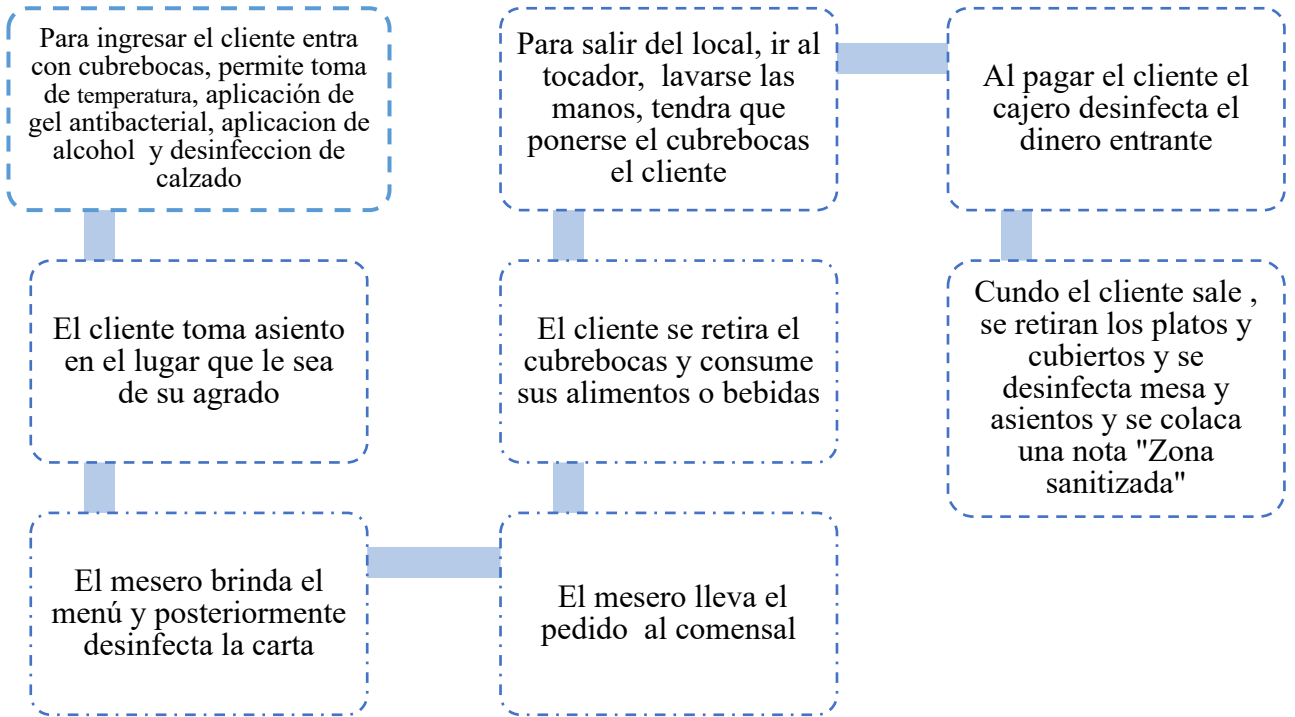 Para ingresar el cliente entra
con cubrebocas, permite toma
de temperatura, aplicación de
gel antibacterial, aplicacion de
alcohol y desinfeccion de
calzado
El cliente toma asiento
en el lugar que le sea
de su agrado
El mesero brinda el
menú y posteriormente
desinfecta la carta
El mesero lleva el
pedido al comensal
El cliente se retira el
cubrebocas y consume
sus alimentos o bebidas
Para salir del local, ir al
tocador, lavarse las
manos, tendra que
ponerse el cubrebocas
el cliente
Al pagar el cliente el
cajero desinfecta el
dinero entrante
Cundo el cliente sale ,
se retiran los platos y
cubiertos y se
desinfecta mesa y
asientos y se colaca
una nota "Zona
sanitizada"